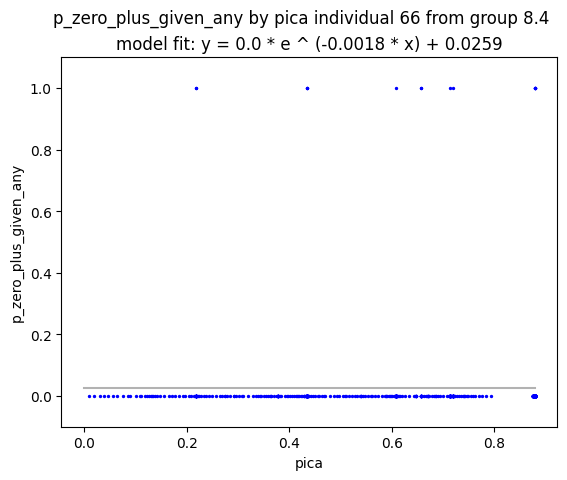 p_zero_plus_given_any by pica individual 66 from group 8.4
model fit: y = 0.0 * e ^ (-0.0018 * x) + 0.0259
1.0
0.8
0.6
0.4
0.2
0.0
p_zero_plus_given_any
0.0 0.2 0.4 0.6 0.8
pica